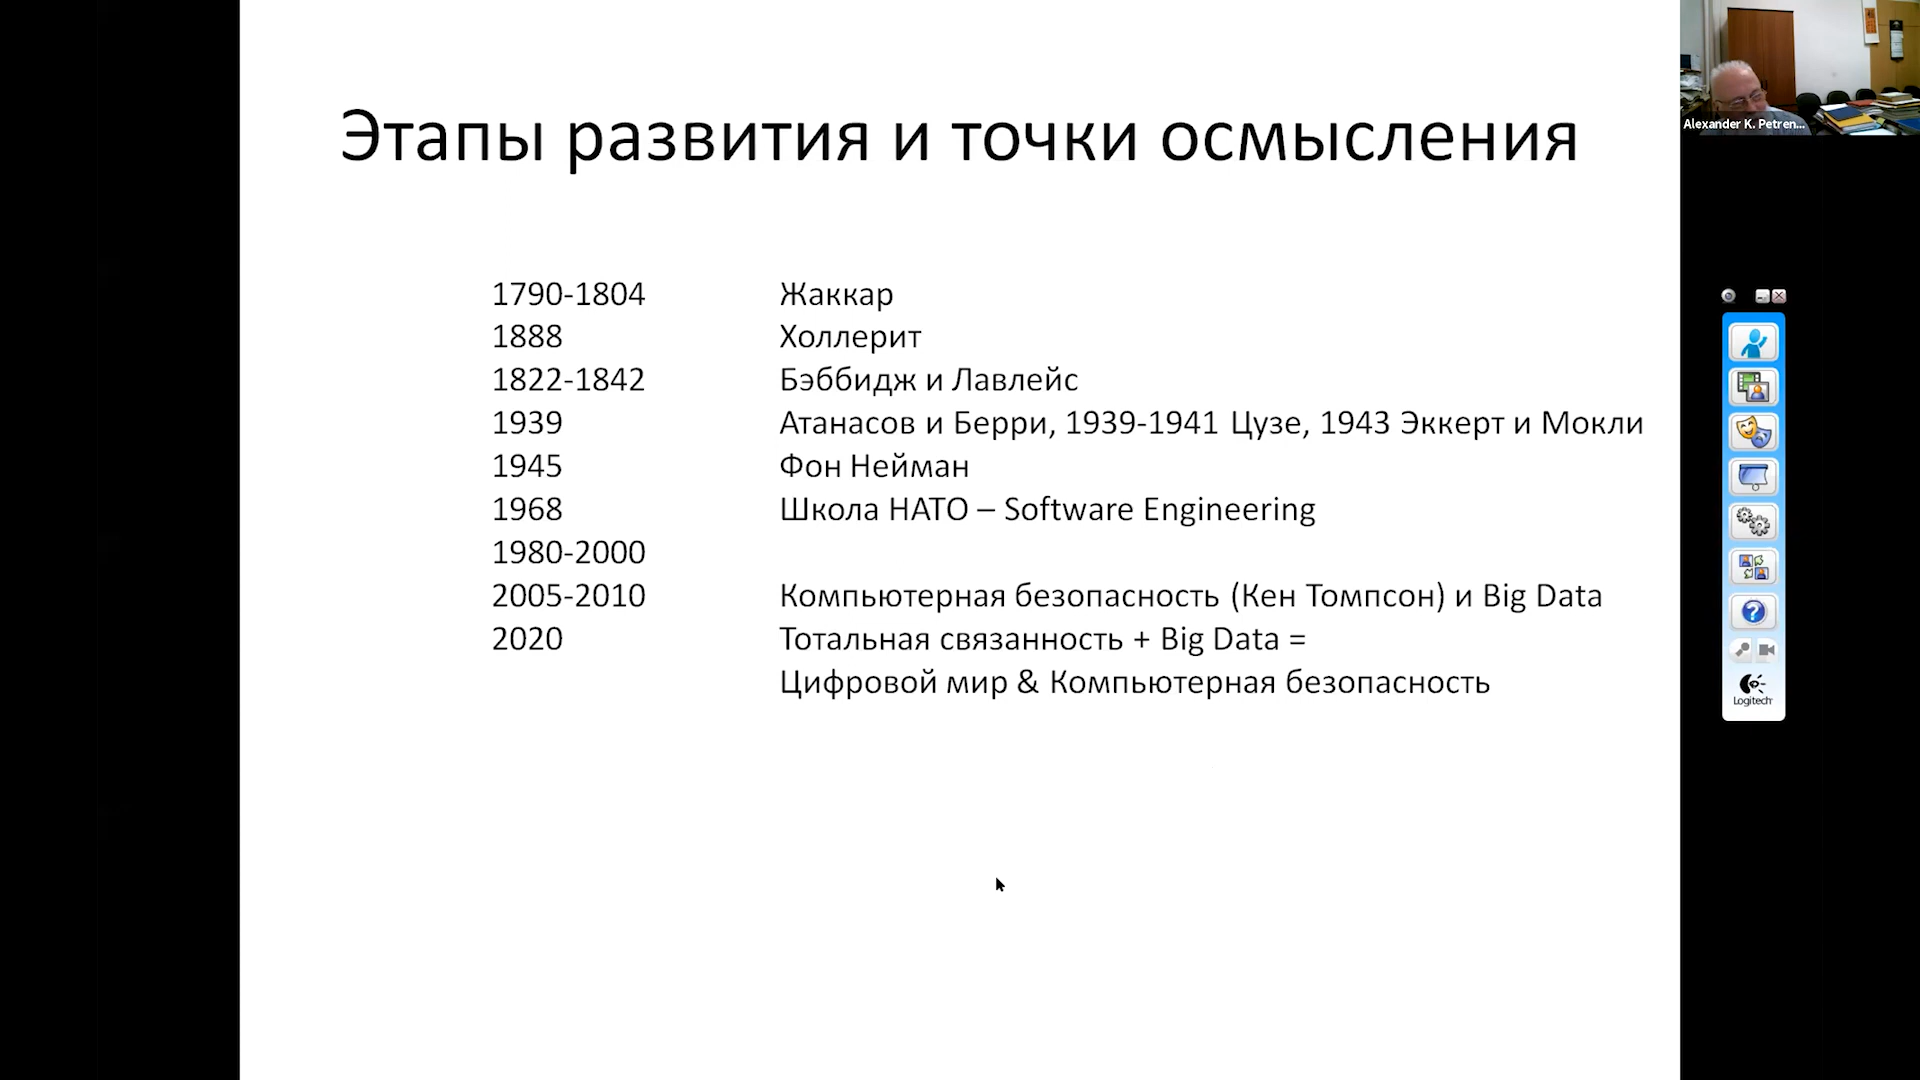 Этапы развития и точки осмысления
1790-1804 Жаккар
1888 Холлерит
1822-1842 Бэббидж и Лавлейс
1939 Атанасов и Берри, 1939-1941 Цузе, 1943 Эккерт и Мокли
1945 Фон Нейман
1968 Школа НАТО – Software Engineering
1980-2000
2005-2010 Компьютерная безопасность (Кен Томпсон) и Big Data
2020 Тотальная связанность + Big Data =
Цифровой мир & Компьютерная безопасность
Alexander K. Petren...
Logitech